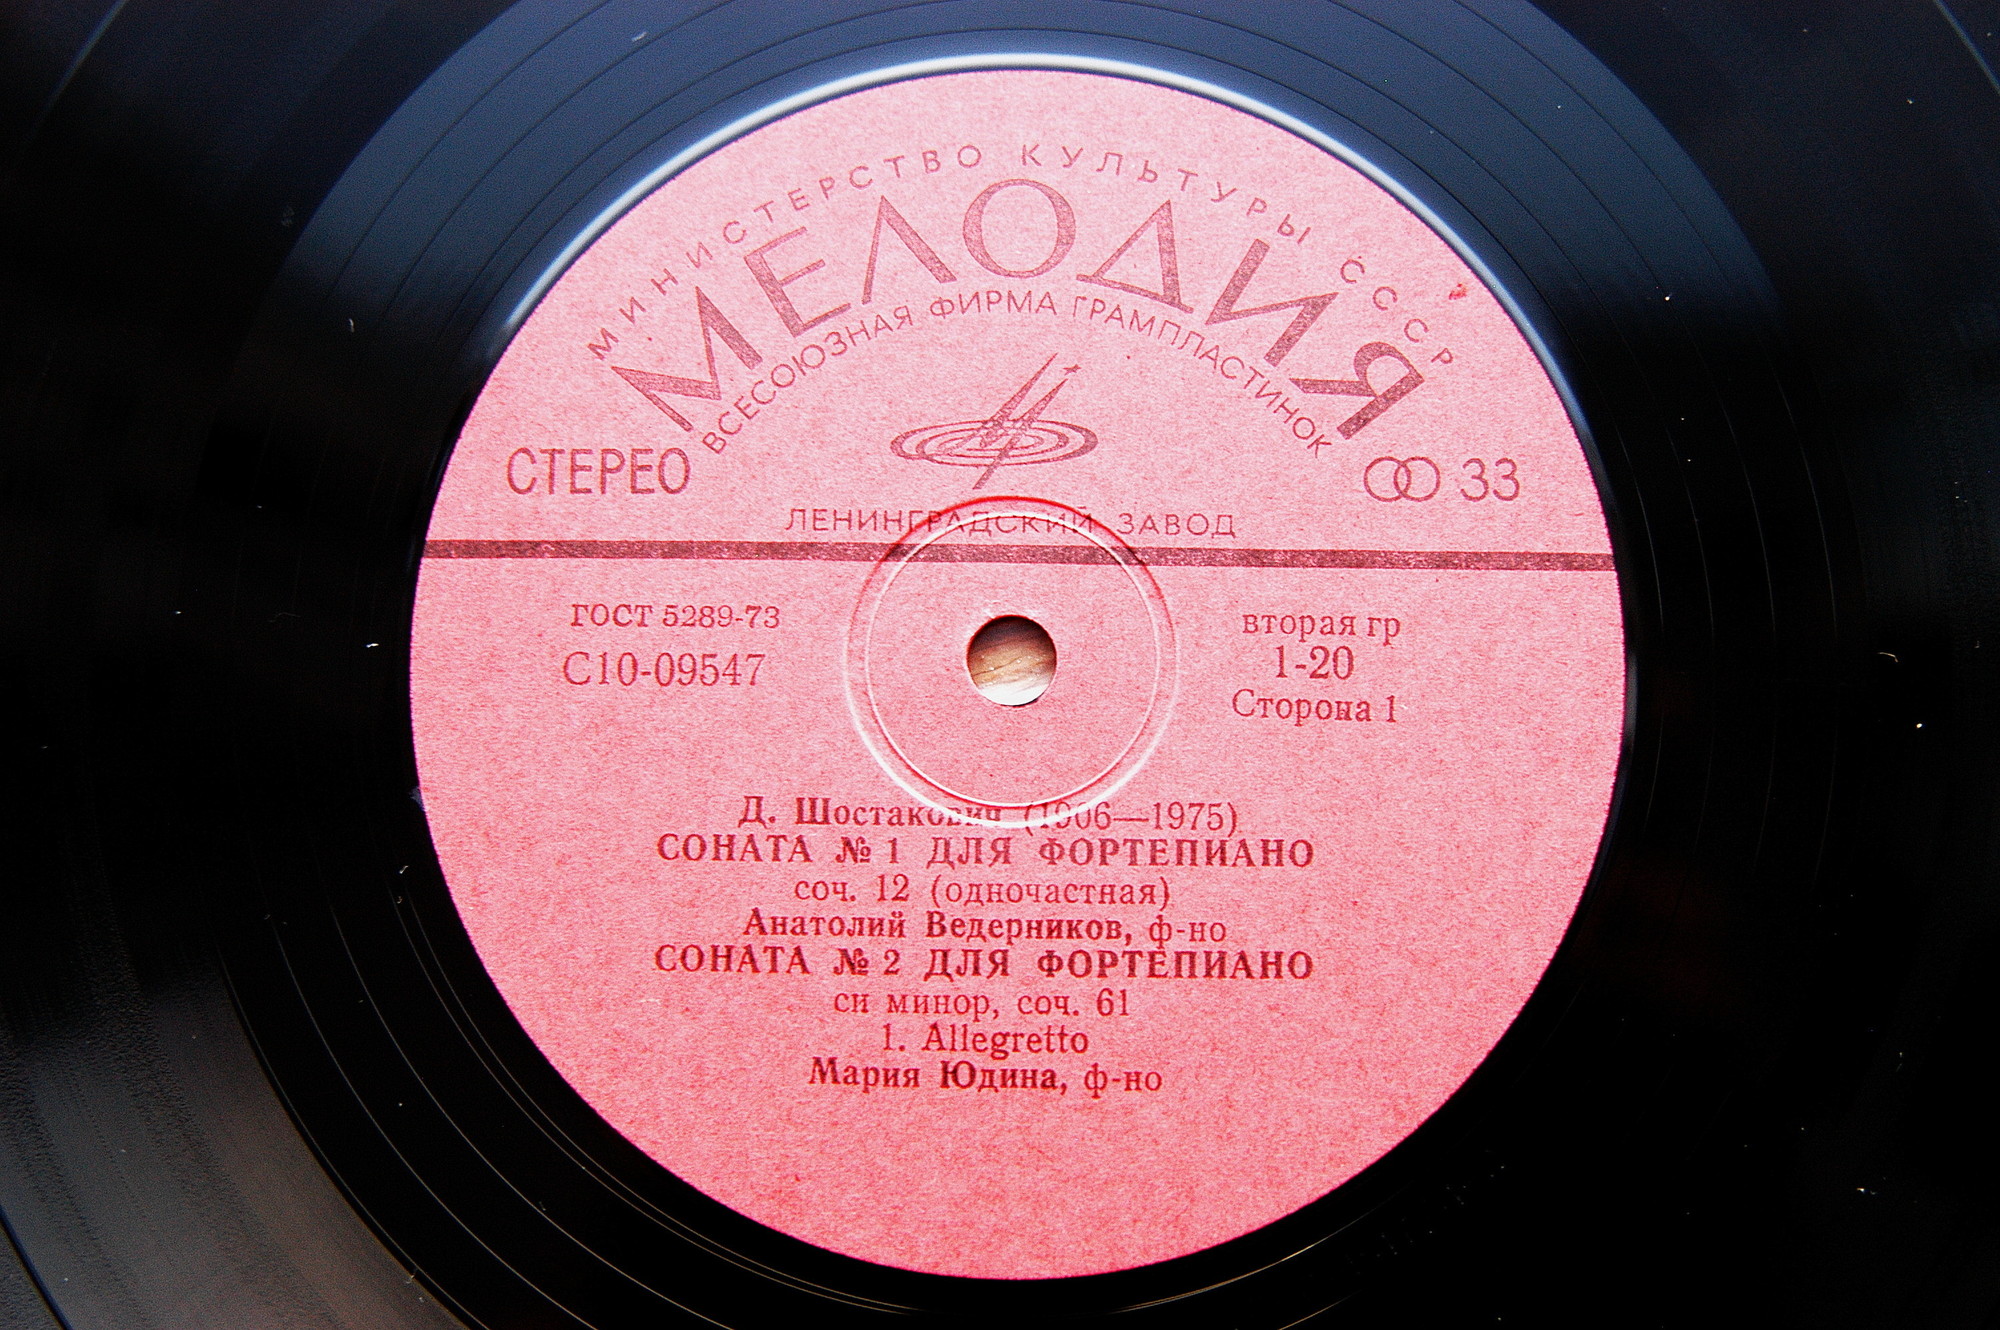 МИНИСТЕРСТВО КУЛЬТУРЫ СССР
МЕЛОДИЯ
ВСЕСОЮЗНАЯ ФИРМА ГРАМПЛАСТИНОК
СТЕРЕО
33
ЛЕНИНГРАДСКИЙ ЗАВОД
ГОСТ 5289-73
С10-09547
вторая гр
1-20
Сторона 1
Д. Шостакович (1906—1975)
СОНАТА № 1 ДЛЯ ФОРТЕПИАНО
соч. 12 (одночастная)
Анатолий Ведерников, ф-но
СОНАТА № 2 ДЛЯ ФОРТЕПИАНО
си минор, соч. 61
1. Allegretto
Мария Юдина, ф-но